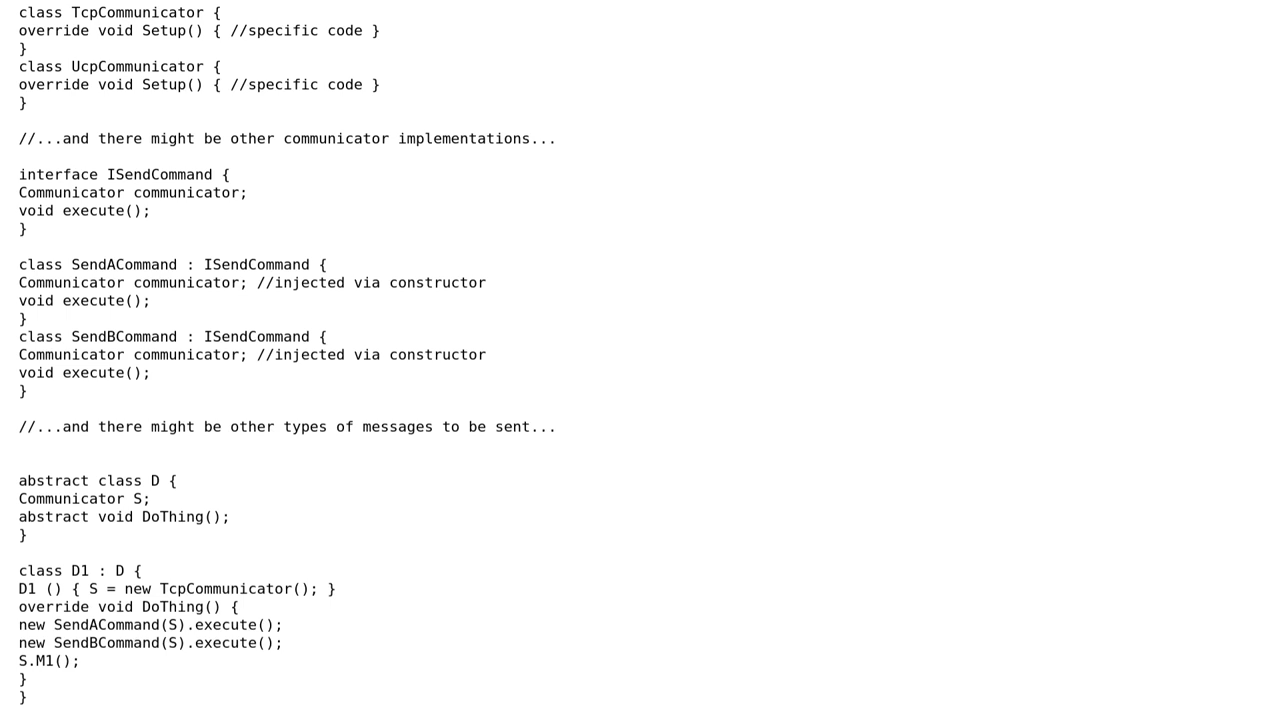 class TcpCommunicator {
override void Setup() { //specific code }
}
class UcpCommunicator {
override void Setup() { //specific code }
}
//...and there might be other communicator implementations...
interface ISendCommand {
Communicator communicator;
void execute();
}
class SendACommand : ISendCommand {
Communicator communicator; //injected via constructor
void execute();
}
class SendBCommand : ISendCommand {
Communicator communicator; //injected via constructor
void execute();
}
//...and there might be other types of messages to be sent...
abstract class D {
Communicator S;
abstract void DoThing();
}
class D1 : D {
D1 () { S = new TcpCommunicator(); }
override void DoThing() {
new SendACommand(S).execute();
new SendBCommand(S).execute();
S.M1();
}
}